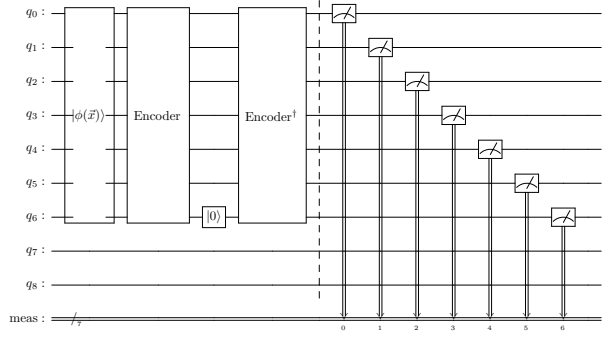 q₀ :
q₁ :
q₂ :
q₃ : |ϕ(x⃗)⟩ Encoder Encoder†
q₄ :
q₅ :
q₆ : |0⟩
q₇ :
q₈ :
meas : 7 0 1 2 3 4 5 6